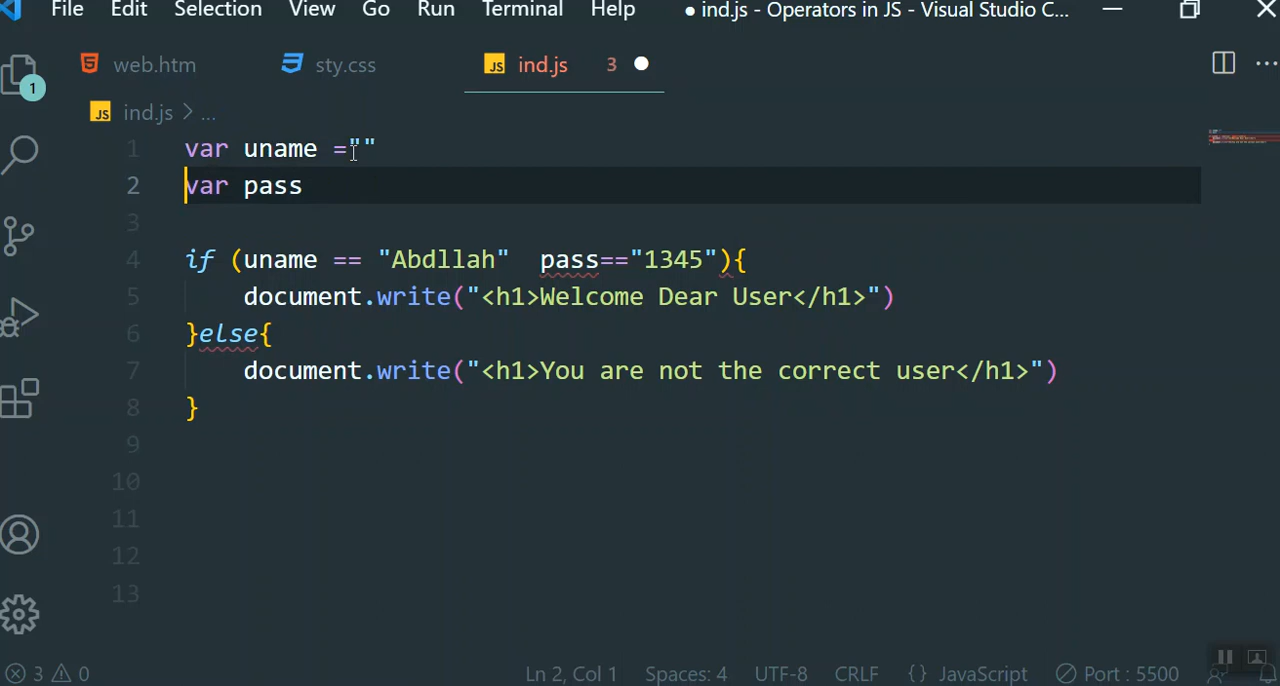 File Edit Selection View Go Run Terminal Help ● ind.js - Operators in JS - Visual Studio C...
1 web.htm sty.css JS ind.js 3
JS ind.js > ...
1 var uname =""
2 var pass
3
4 if (uname == "Abdllah"  pass=="1345"){
5     document.write("<h1>Welcome Dear User</h1>")
6 }else{
7     document.write("<h1>You are not the correct user</h1>")
8 }
9
10
11
12
13
3 0 Ln 2, Col 1 Spaces: 4 UTF-8 CRLF {} JavaScript Port : 5500